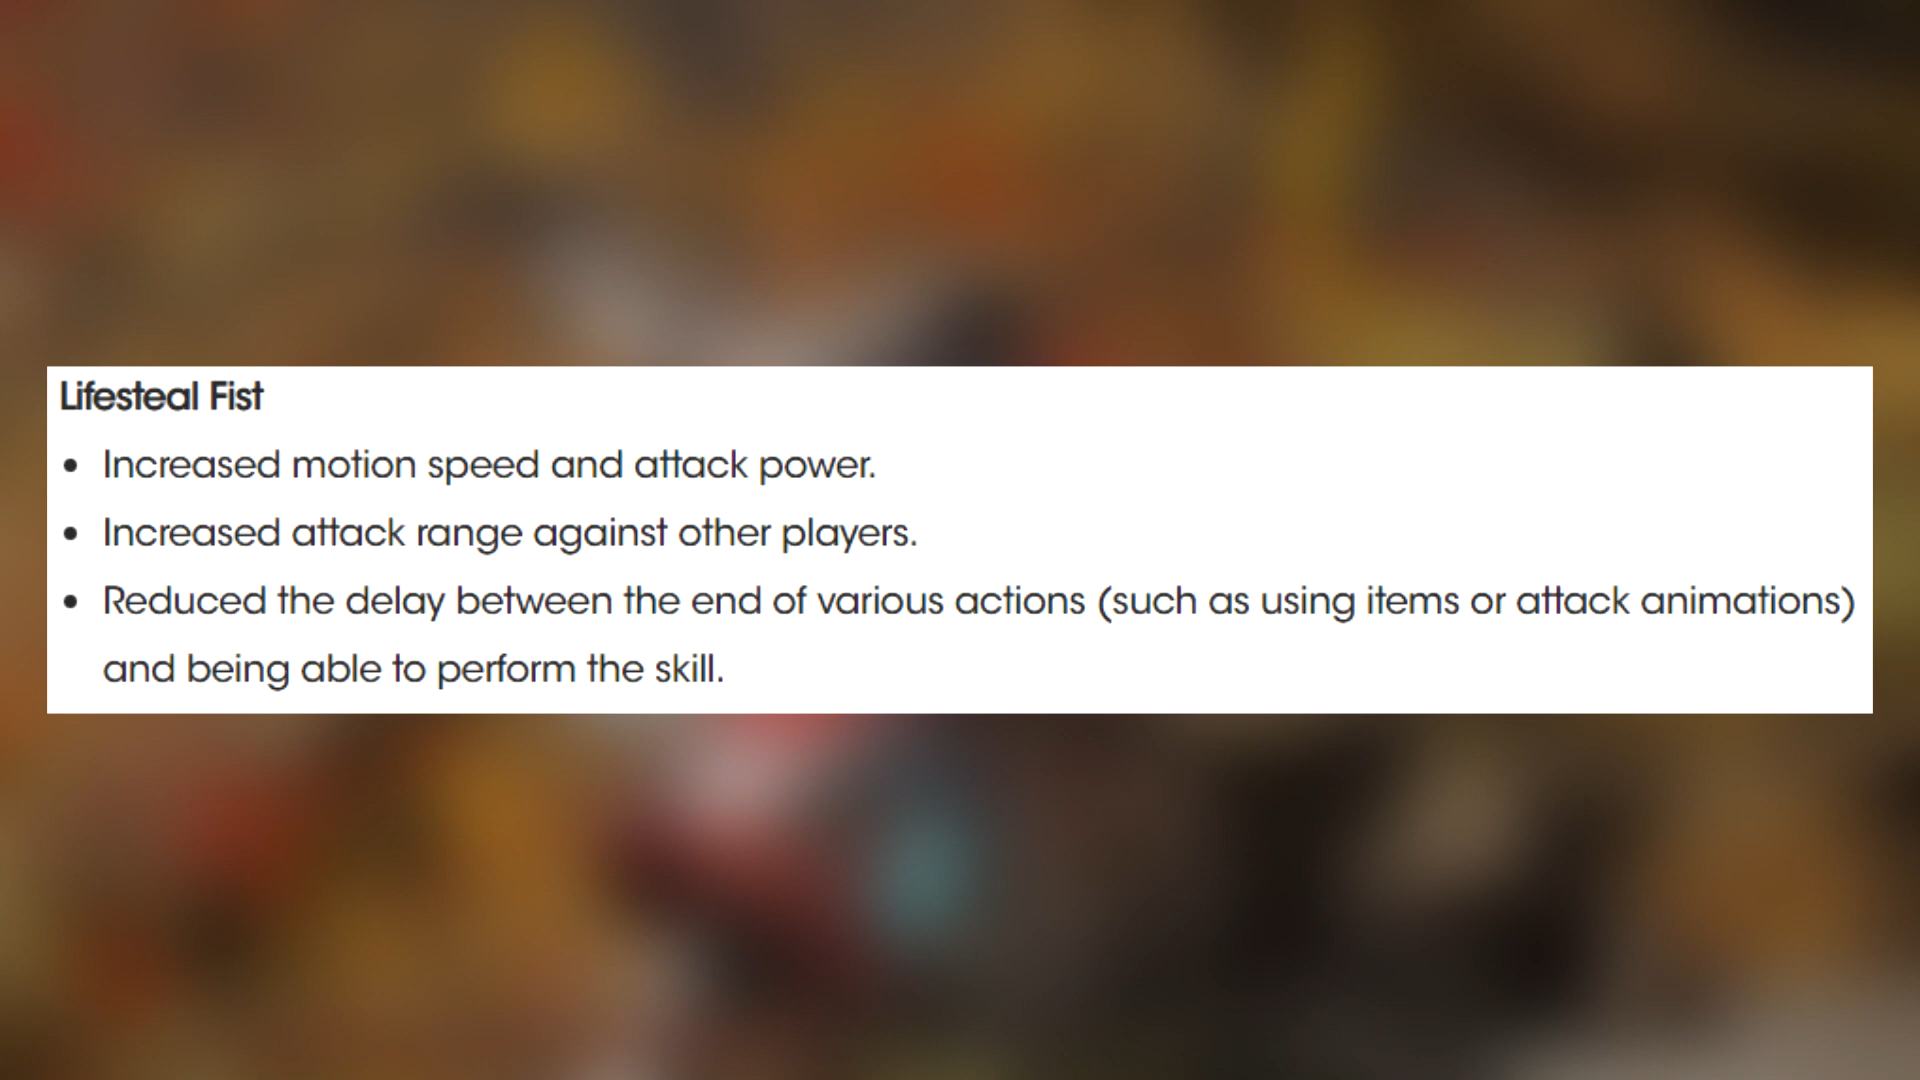 Lifesteal Fist
• Increased motion speed and attack power.
• Increased attack range against other players.
• Reduced the delay between the end of various actions (such as using items or attack animations)
and being able to perform the skill.